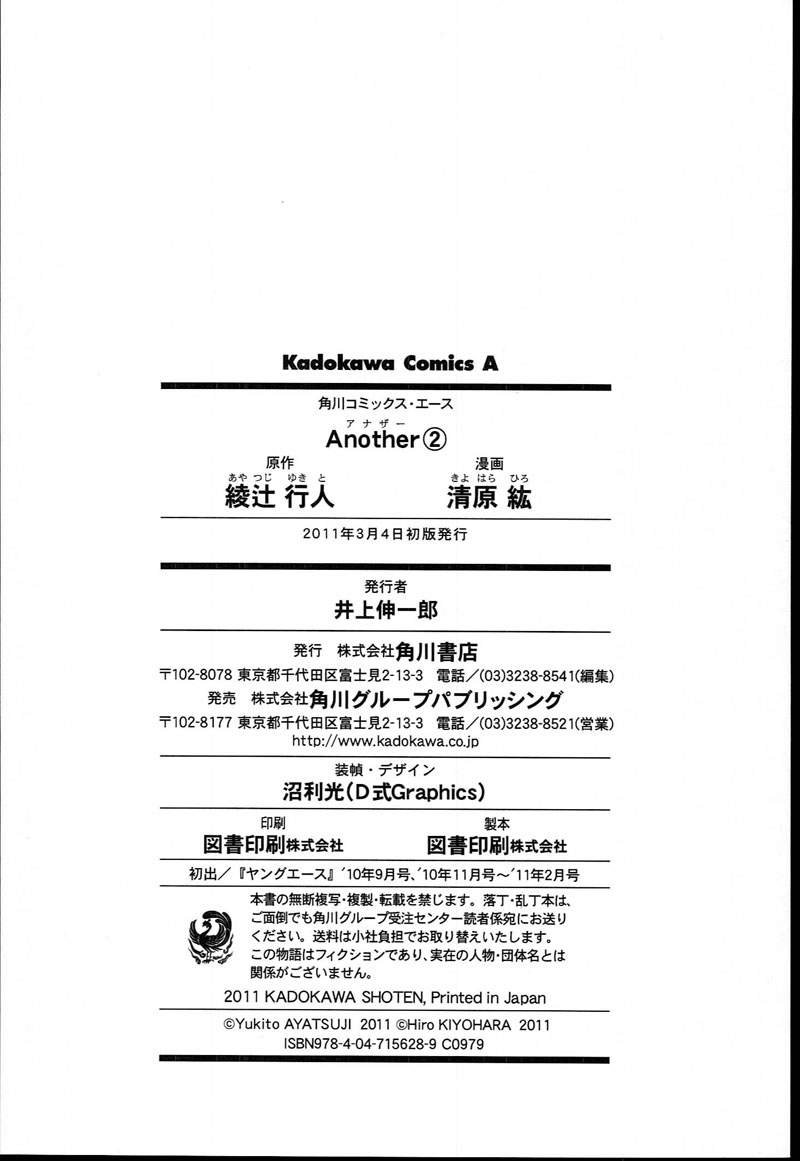 Kadokawa Comics A
角川コミックス・エース
アナザー
Another②
原作
あやつじ ゆきと
綾辻 行人
漫画
きよはら ひろ
清原 紘
2011年3月4日初版発行
発行者
井上伸一郎
発行 株式会社角川書店
〒102-8078 東京都千代田区富士見2-13-3 電話／(03)3238-8541(編集)
発売 株式会社角川グループパブリッシング
〒102-8177 東京都千代田区富士見2-13-3 電話／(03)3238-8521(営業)
http://www.kadokawa.co.jp
装幀・デザイン
沼利光(D式Graphics)
印刷
図書印刷株式会社
製本
図書印刷株式会社
初出／『ヤングエース』'10年9月号、'10年11月号～'11年2月号
本書の無断複写・複製・転載を禁じます。落丁・乱丁本は、
ご面倒でも角川グループ受注センター読者係宛にお送り
ください。送料は小社負担でお取り替えいたします。
この物語はフィクションであり、実在の人物・団体名とは
関係がございません。
2011 KADOKAWA SHOTEN, Printed in Japan
©Yukito AYATSUJI 2011 ©Hiro KIYOHARA 2011
ISBN978-4-04-715628-9 C0979